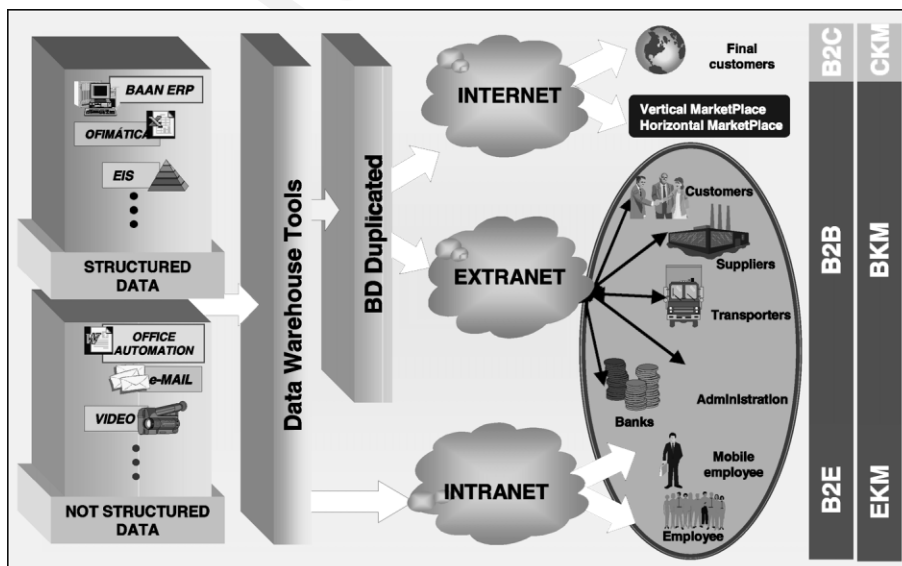 BAAN ERP
OFIMÁTICA
EIS
STRUCTURED
DATA
OFFICE
AUTOMATION
e-MAIL
VIDEO
NOT STRUCTURED
DATA
Data Warehouse Tools
BD Duplicated
INTERNET
EXTRANET
INTRANET
Final
customers
Vertical MarketPlace
Horizontal MarketPlace
Customers
Suppliers
Transporters
Administration
Banks
Mobile
employee
Employee
B2C
B2B
B2E
CKM
BKM
EKM